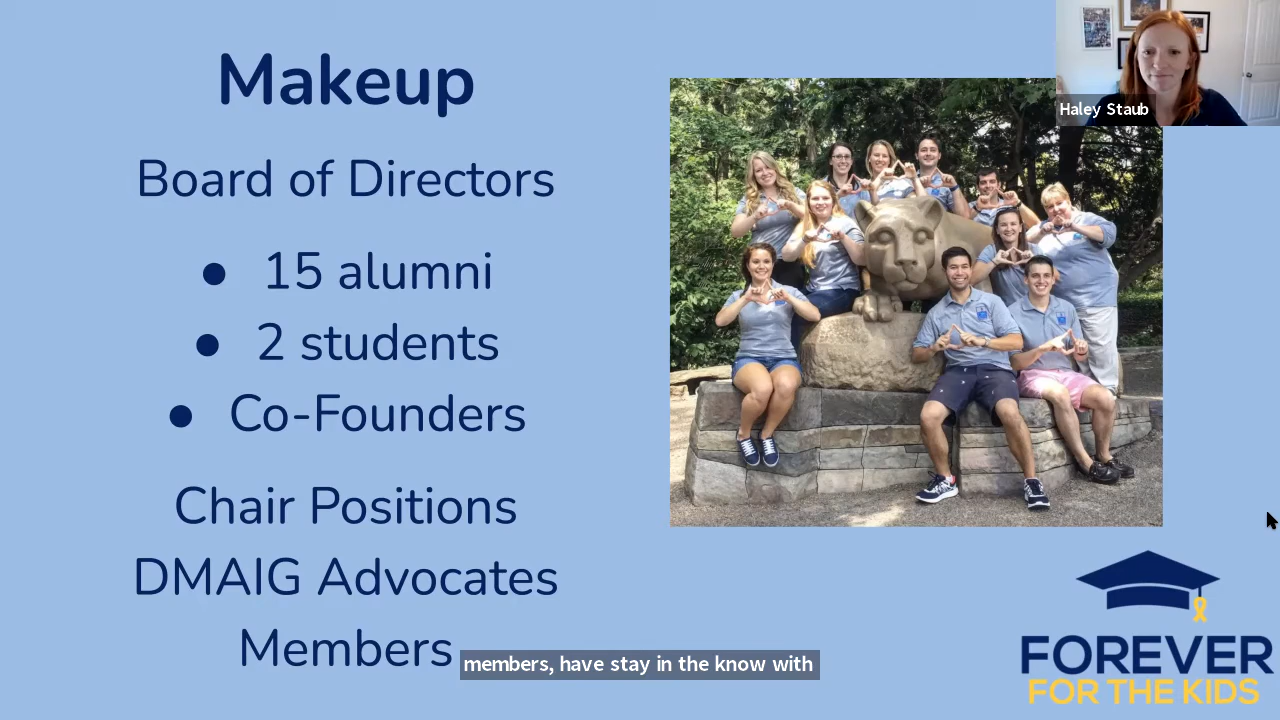 Makeup
Board of Directors
● 15 alumni
● 2 students
● Co-Founders
Chair Positions
DMAIG Advocates
Members
members, have stay in the know with
Haley Staub
FOREVER
FOR THE KIDS